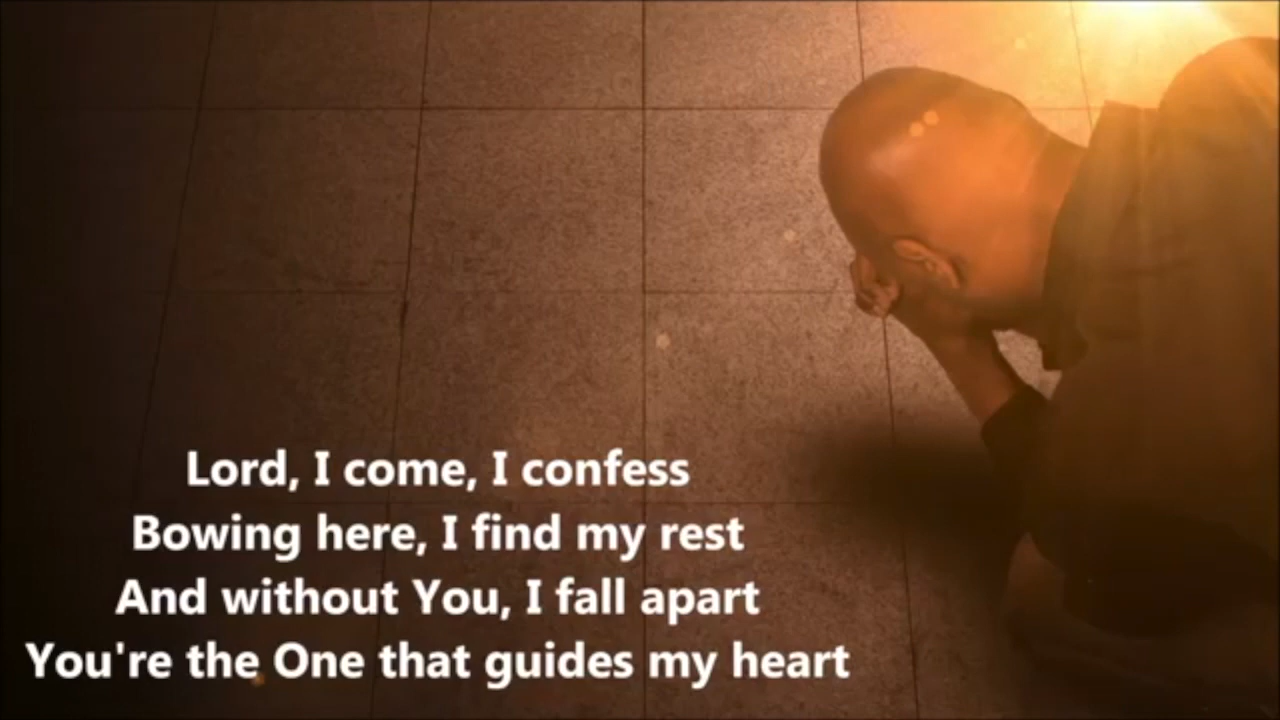 Lord, I come, I confess
Bowing here, I find my rest
And without You, I fall apart
You're the One that guides my heart